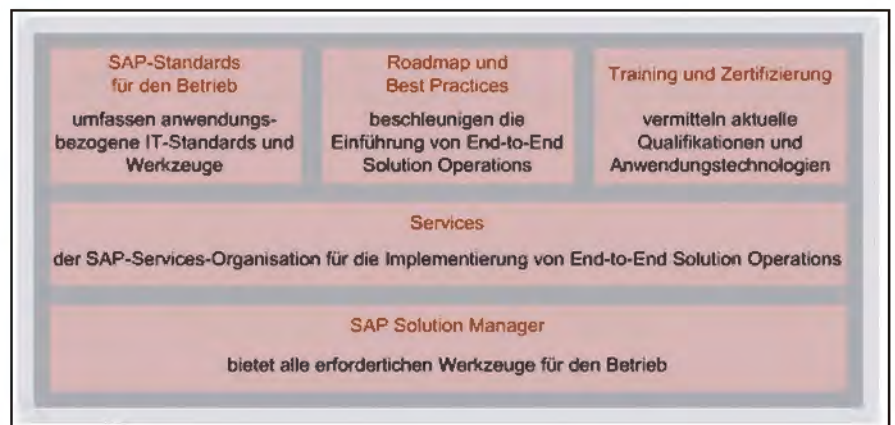 SAP-Standards
für den Betrieb
umfassen anwendungs-
bezogene IT-Standards und
Werkzeuge
Roadmap und
Best Practices
beschleunigen die
Einführung von End-to-End
Solution Operations
Training und Zertifizierung
vermitteln aktuelle
Qualifikationen und
Anwendungstechnologien
Services
der SAP-Services-Organisation für die Implementierung von End-to-End Solution Operations
SAP Solution Manager
bietet alle erforderlichen Werkzeuge für den Betrieb